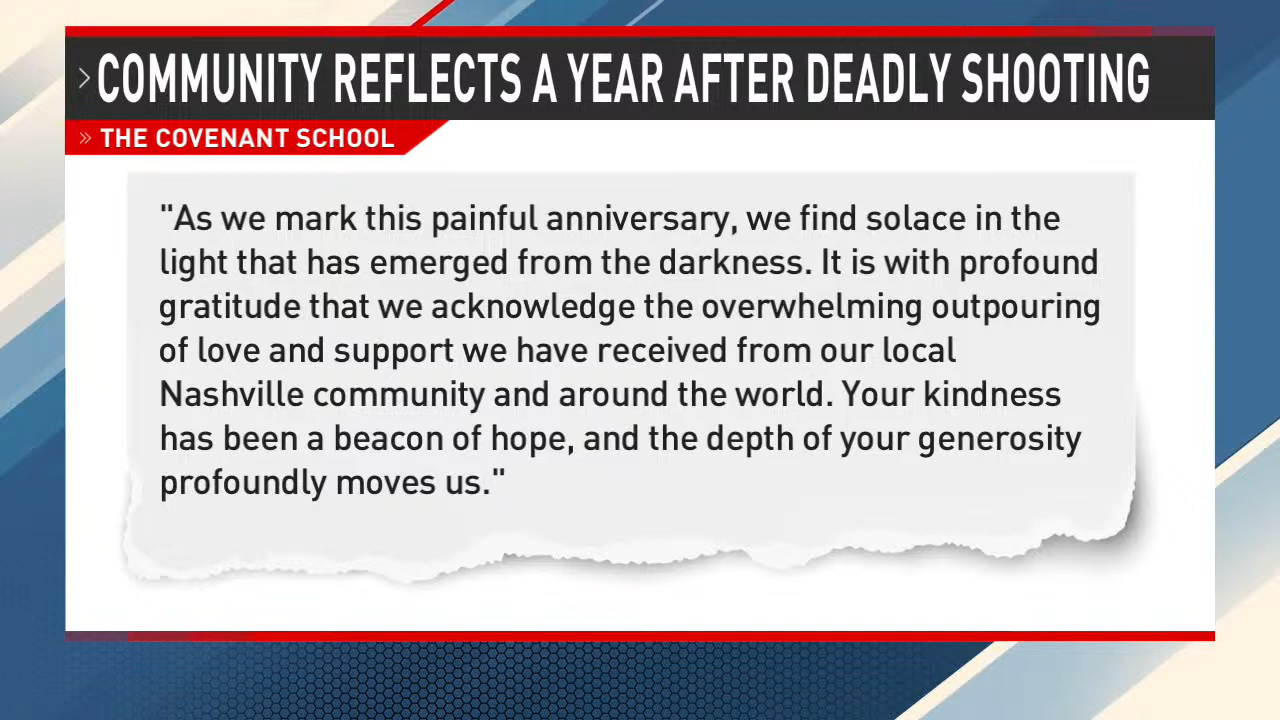 COMMUNITY REFLECTS A YEAR AFTER DEADLY SHOOTING
THE COVENANT SCHOOL
"As we mark this painful anniversary, we find solace in the
light that has emerged from the darkness. It is with profound
gratitude that we acknowledge the overwhelming outpouring
of love and support we have received from our local
Nashville community and around the world. Your kindness
has been a beacon of hope, and the depth of your generosity
profoundly moves us."